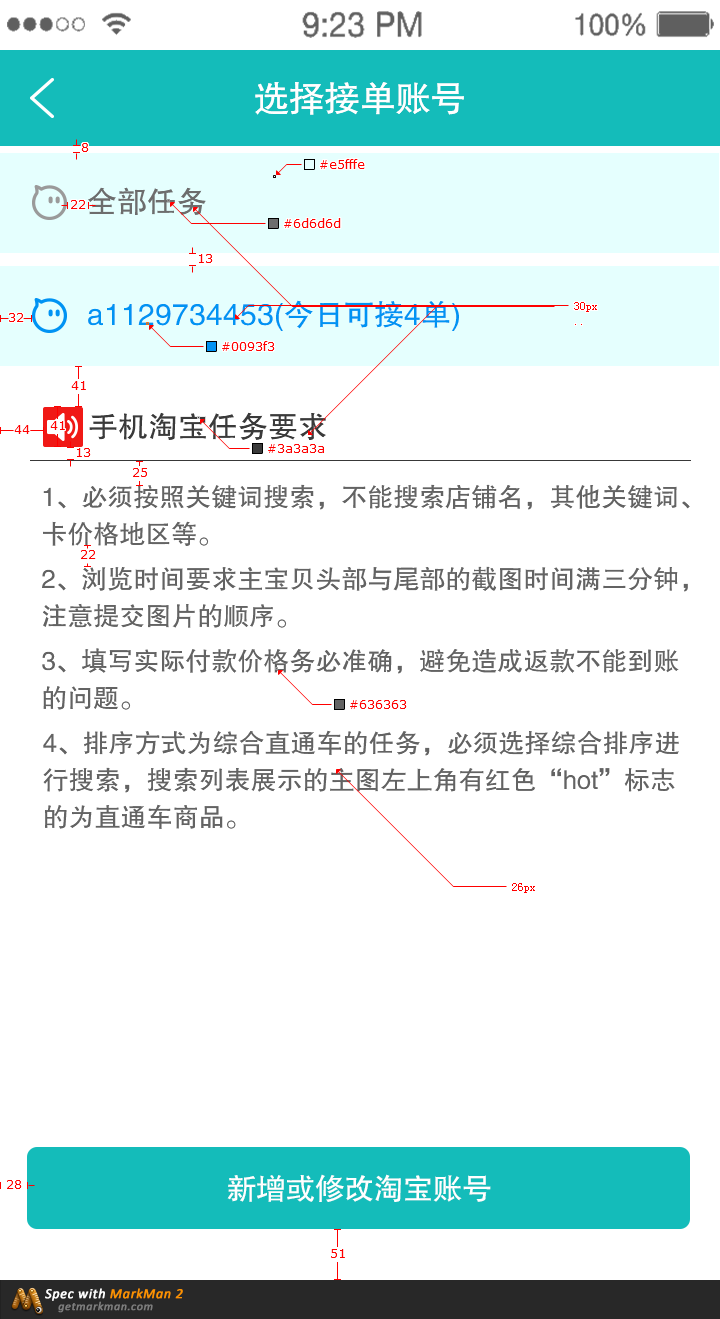 9:23 PM 100%
选择接单账号
8
#e5fffe
22 全部任务
#6d6d6d
13
30px
32 a1129734453(今日可接4单)
#0093f3
41
44 41 手机淘宝任务要求
13 #3a3a3a
25
1、必须按照关键词搜索，不能搜索店铺名，其他关键词、
卡价格地区等。
22
2、浏览时间要求主宝贝头部与尾部的截图时间满三分钟，
注意提交图片的顺序。
3、填写实际付款价格务必准确，避免造成返款不能到账
的问题。
#636363
4、排序方式为综合直通车的任务，必须选择综合排序进
行搜索，搜索列表展示的主图左上角有红色“hot”标志
的为直通车商品。
26px
28 新增或修改淘宝账号
51
Spec with MarkMan 2
getmarkman.com